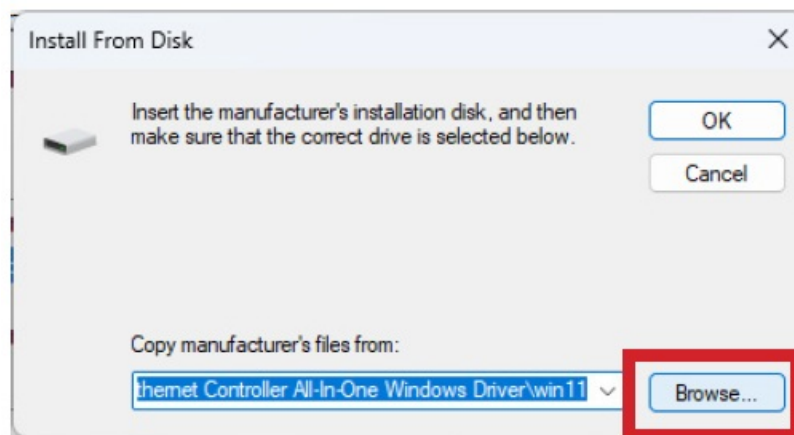 Install From Disk
Insert the manufacturer's installation disk, and then
make sure that the correct drive is selected below.
OK
Cancel
Copy manufacturer's files from:
thernet Controller All-In-One Windows Driver\win11
Browse...